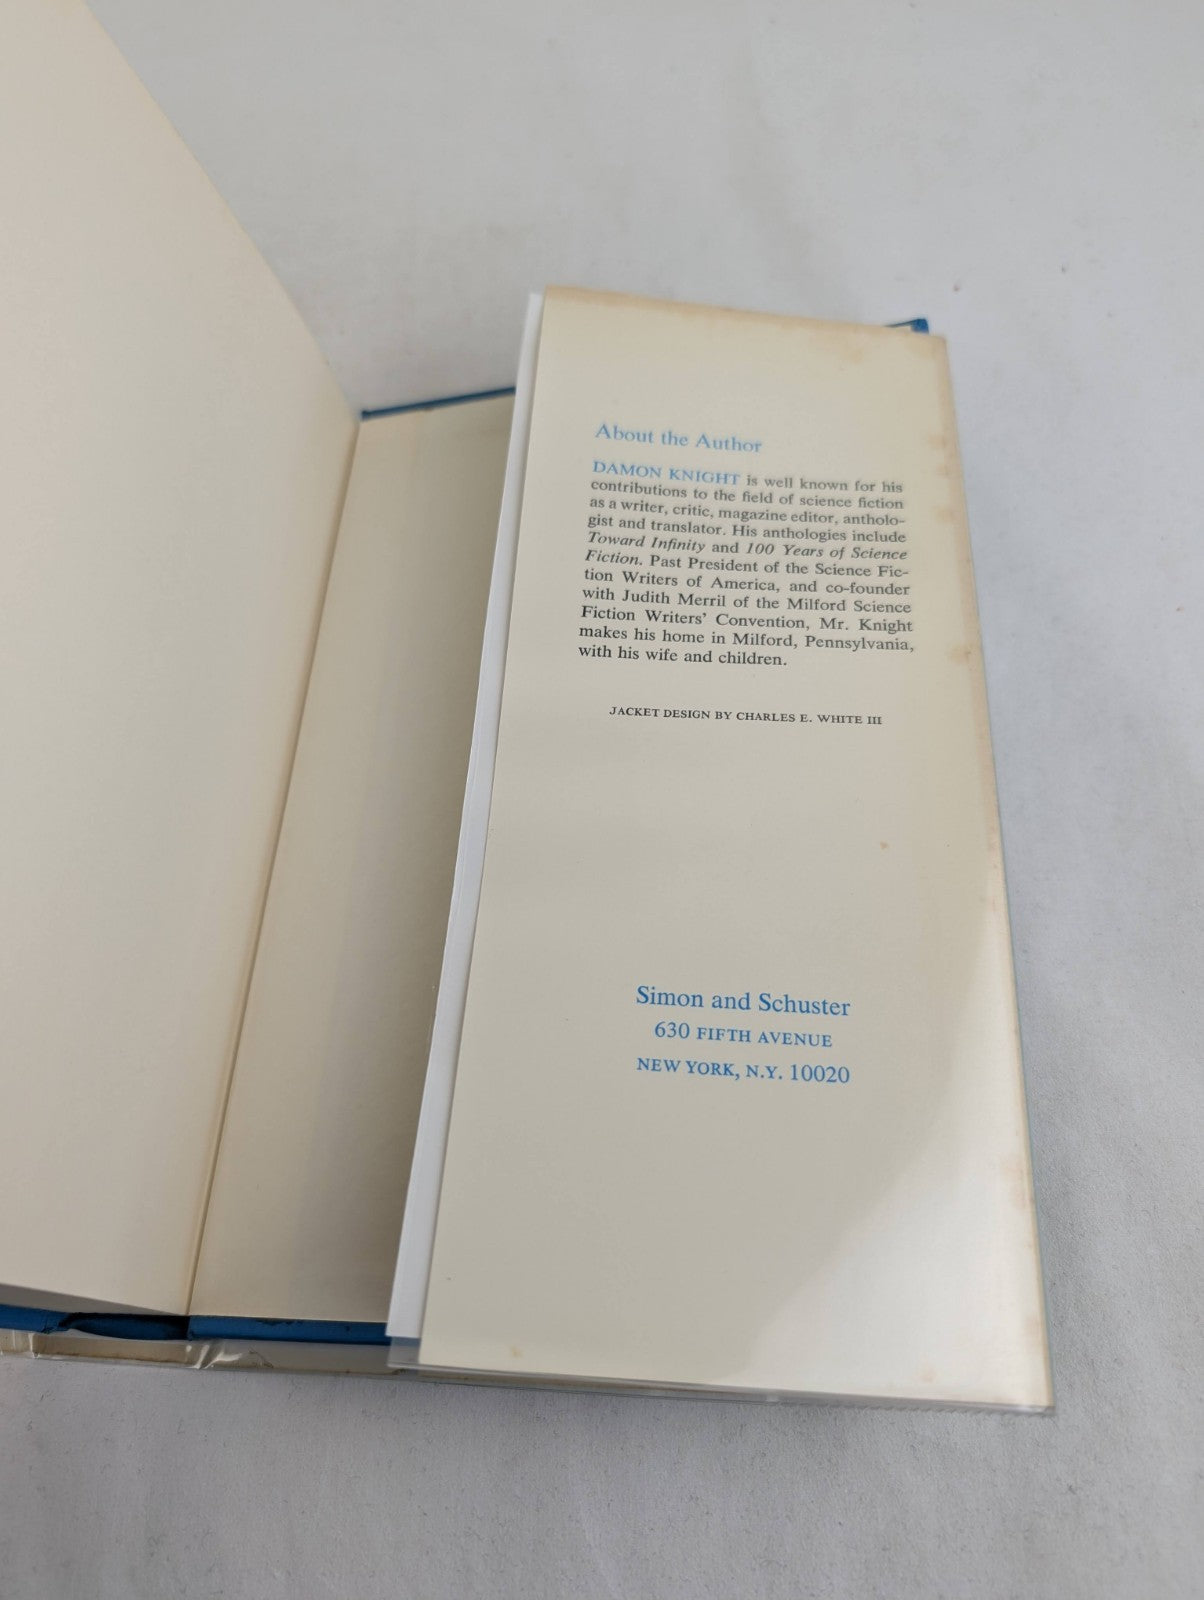 About the Author
DAMON KNIGHT is well known for his
contributions to the field of science fiction
as a writer, critic, magazine editor, antholo-
gist and translator. His anthologies include
Toward Infinity and 100 Years of Science
Fiction. Past President of the Science Fic-
tion Writers of America, and co-founder
with Judith Merril of the Milford Science
Fiction Writers' Convention, Mr. Knight
makes his home in Milford, Pennsylvania,
with his wife and children.
JACKET DESIGN BY CHARLES E. WHITE III
Simon and Schuster
630 FIFTH AVENUE
NEW YORK, N.Y. 10020